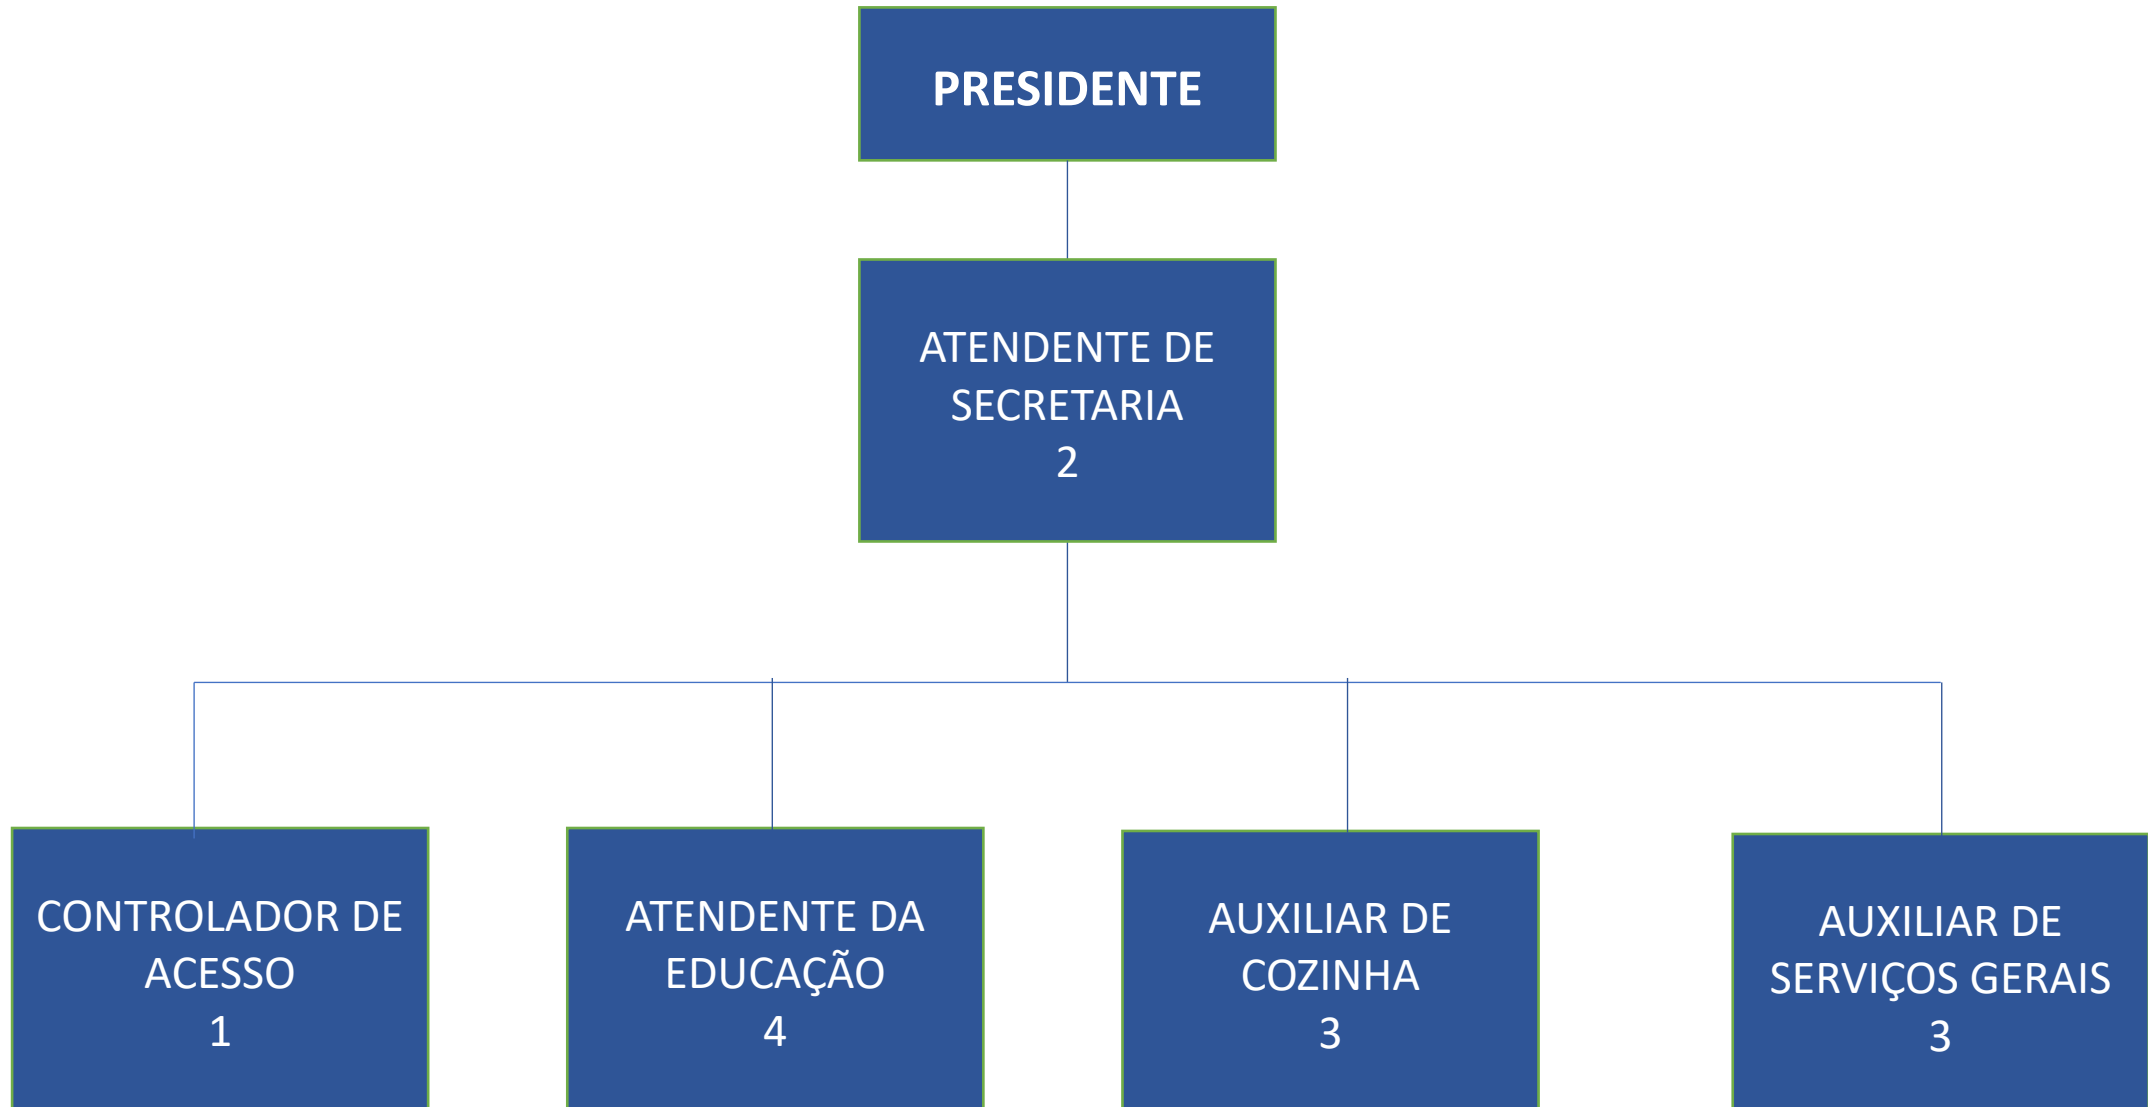 PRESIDENTE
ATENDENTE DE
SECRETARIA
2
CONTROLADOR DE
ACESSO
1
ATENDENTE DA
EDUCAÇÃO
4
AUXILIAR DE
COZINHA
3
AUXILIAR DE
SERVIÇOS GERAIS
3